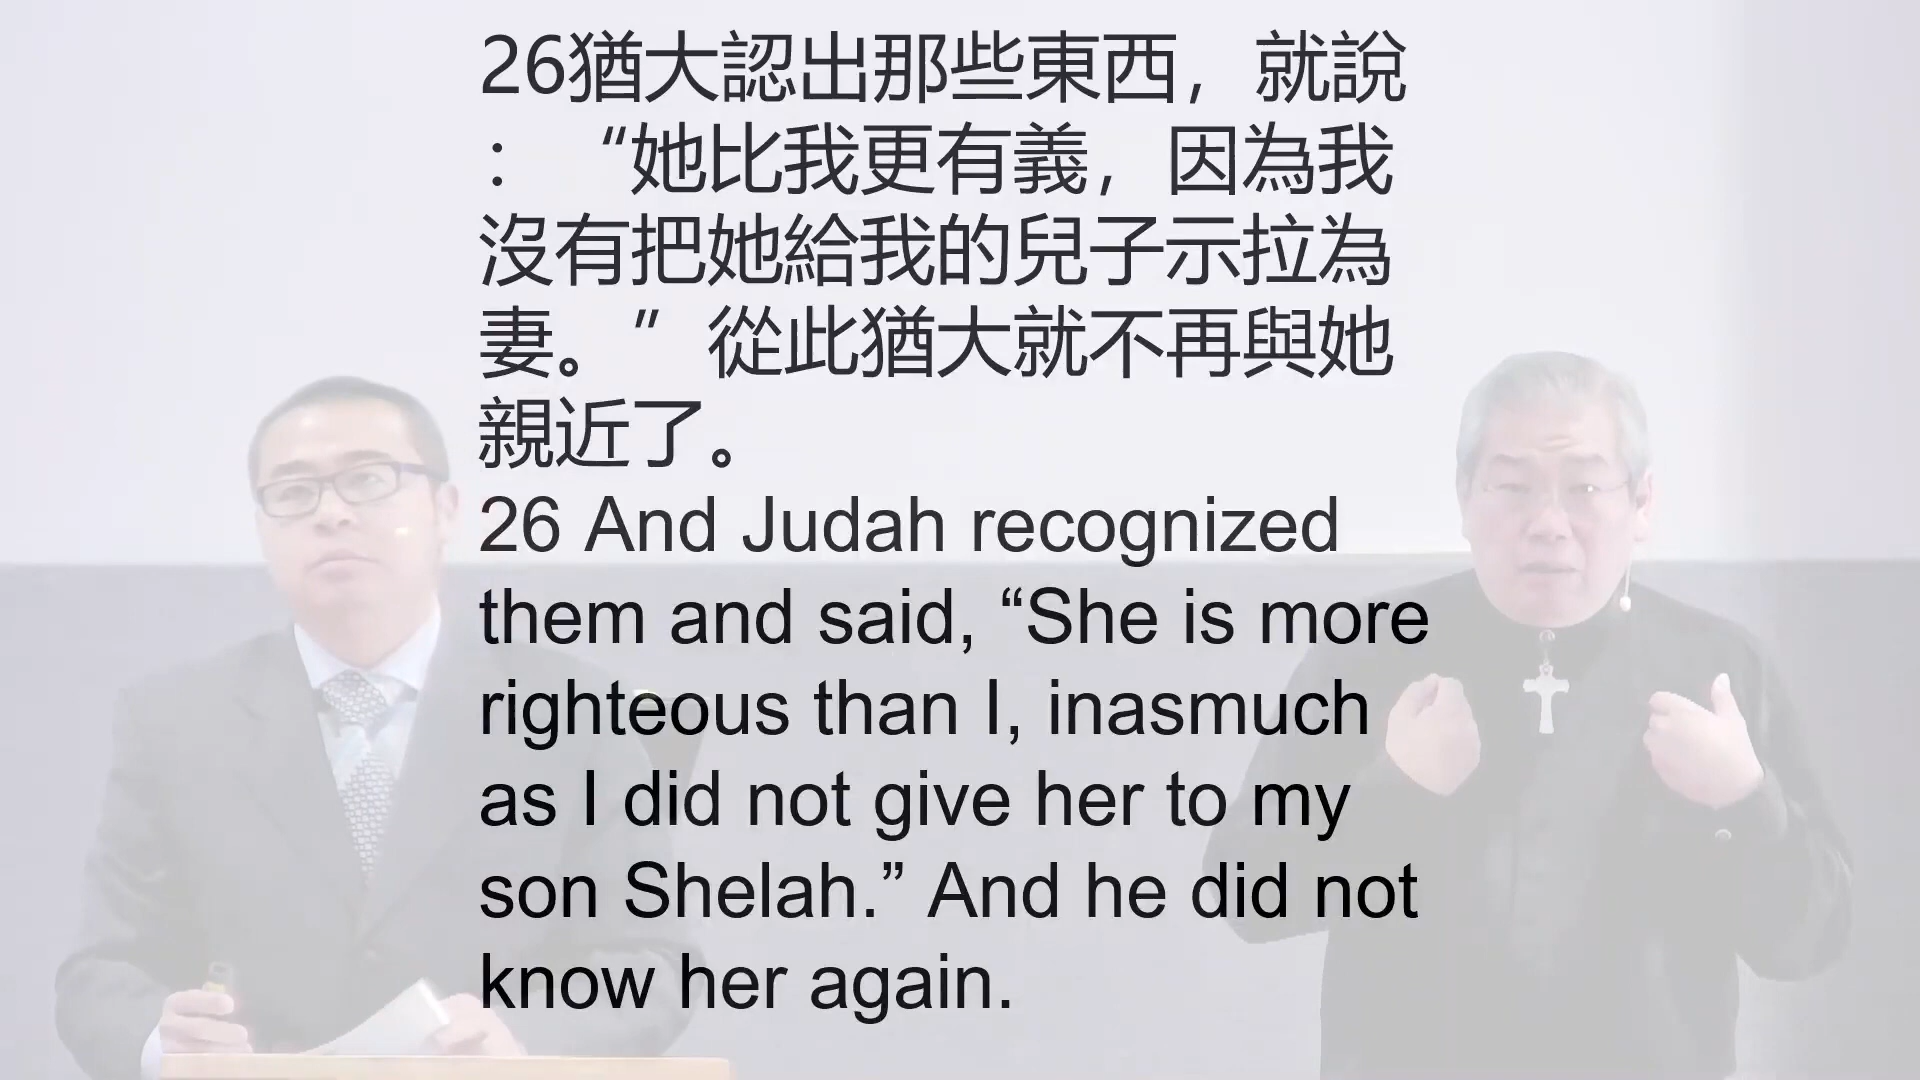 26猶大認出那些東西，就說
：“她比我更有義，因為我
沒有把她給我的兒子示拉為
妻。”從此猶大就不再與她
親近了。
26 And Judah recognized
them and said, “She is more
righteous than I, inasmuch
as I did not give her to my
son Shelah.” And he did not
know her again.